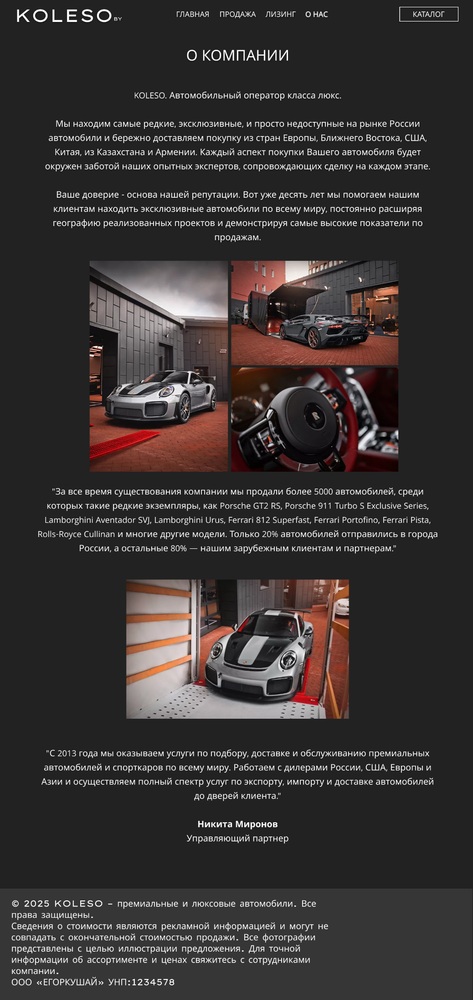 KOLESO BY
ГЛАВНАЯ ПРОДАЖА ЛИЗИНГ О НАС
КАТАЛОГ
О КОМПАНИИ
KOLESO. Автомобильный оператор класса люкс.
Мы находим самые редкие, эксклюзивные, и просто недоступные на рынке России
автомобили и бережно доставляем покупку из стран Европы, Ближнего Востока, США,
Китая, из Казахстана и Армении. Каждый аспект покупки Вашего автомобиля будет
окружен заботой наших опытных экспертов, сопровождающих сделку на каждом этапе.
Ваше доверие - основа нашей репутации. Вот уже десять лет мы помогаем нашим
клиентам находить эксклюзивные автомобили по всему миру, постоянно расширяя
географию реализованных проектов и демонстрируя самые высокие показатели по
продажам.
GATE
"За все время существования компании мы продали более 5000 автомобилей, среди
которых такие редкие экземпляры, как Porsche GT2 RS, Porsche 911 Turbo S Exclusive Series,
Lamborghini Aventador SVJ, Lamborghini Urus, Ferrari 812 Superfast, Ferrari Portofino, Ferrari Pista,
Rolls-Royce Cullinan и многие другие модели. Только 20% автомобилей отправились в города
России, а остальные 80% — нашим зарубежным клиентам и партнерам."
"С 2013 года мы оказываем услуги по подбору, доставке и обслуживанию премиальных
автомобилей и спорткаров по всему миру. Работаем с дилерами России, США, Европы и
Азии и осуществляем полный спектр услуг по экспорту, импорту и доставке автомобилей
до дверей клиента."
Никита Миронов
Управляющий партнер
© 2025 KOLESO - премиальные и люксовые автомобили. Все
права защищены.
Сведения о стоимости являются рекламной информацией и могут не
совпадать с окончательной стоимостью продажи. Все фотографии
представлены с целью иллюстрации предложения. Для точной
информации об ассортименте и ценах свяжитесь с сотрудниками
компании.
ООО «ЕГОРКУШАЙ» УНП:1234578